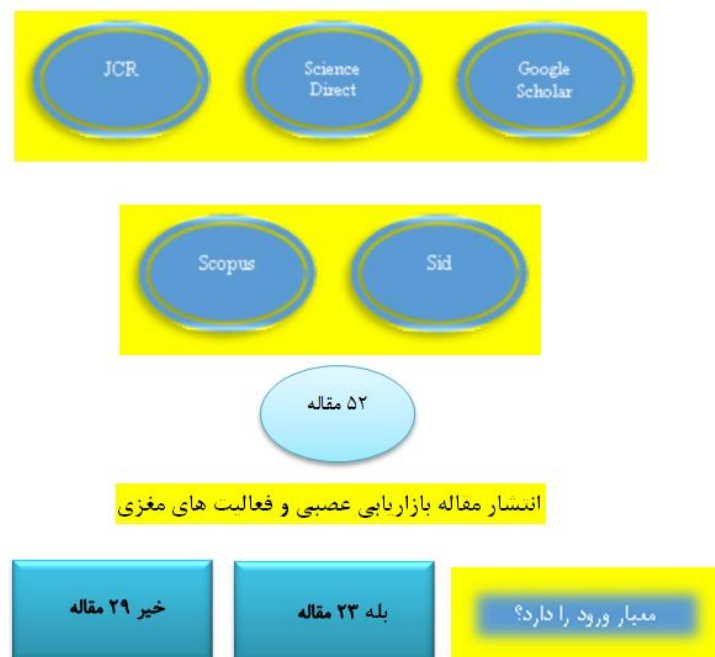 JCR
Science
Direct
Google
Scholar
Scopus
Sid
۵۲ مقاله
انتشار مقاله بازاریابی عصبی و فعالیت های مغزی
معیار ورود را دارد؟
بله ۲۳ مقاله
خیر ۲۹ مقاله